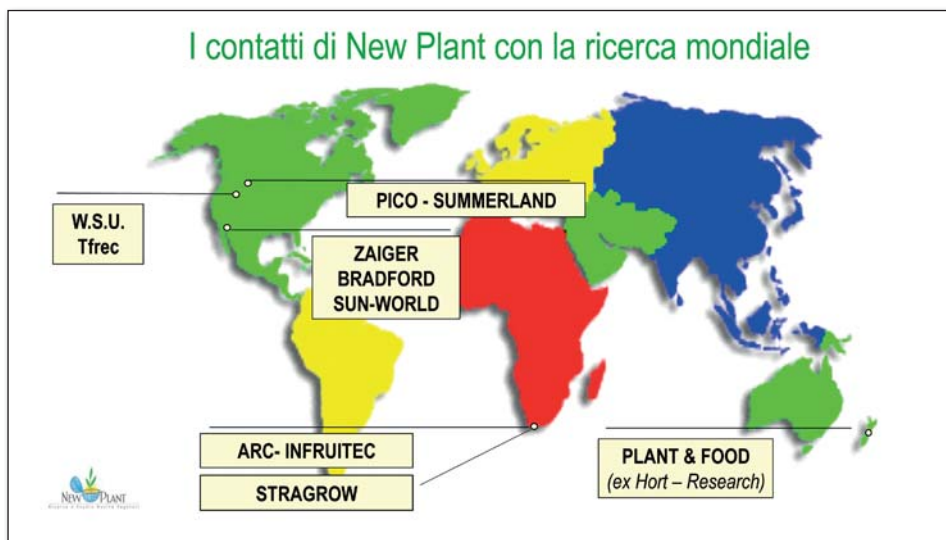 I contatti di New Plant con la ricerca mondiale
PICO - SUMMERLAND
W.S.U.
Tfrec
ZAIGER
BRADFORD
SUN-WORLD
ARC- INFRUITEC
STRAGROW
PLANT & FOOD
(ex Hort – Research)
NEW PLANT